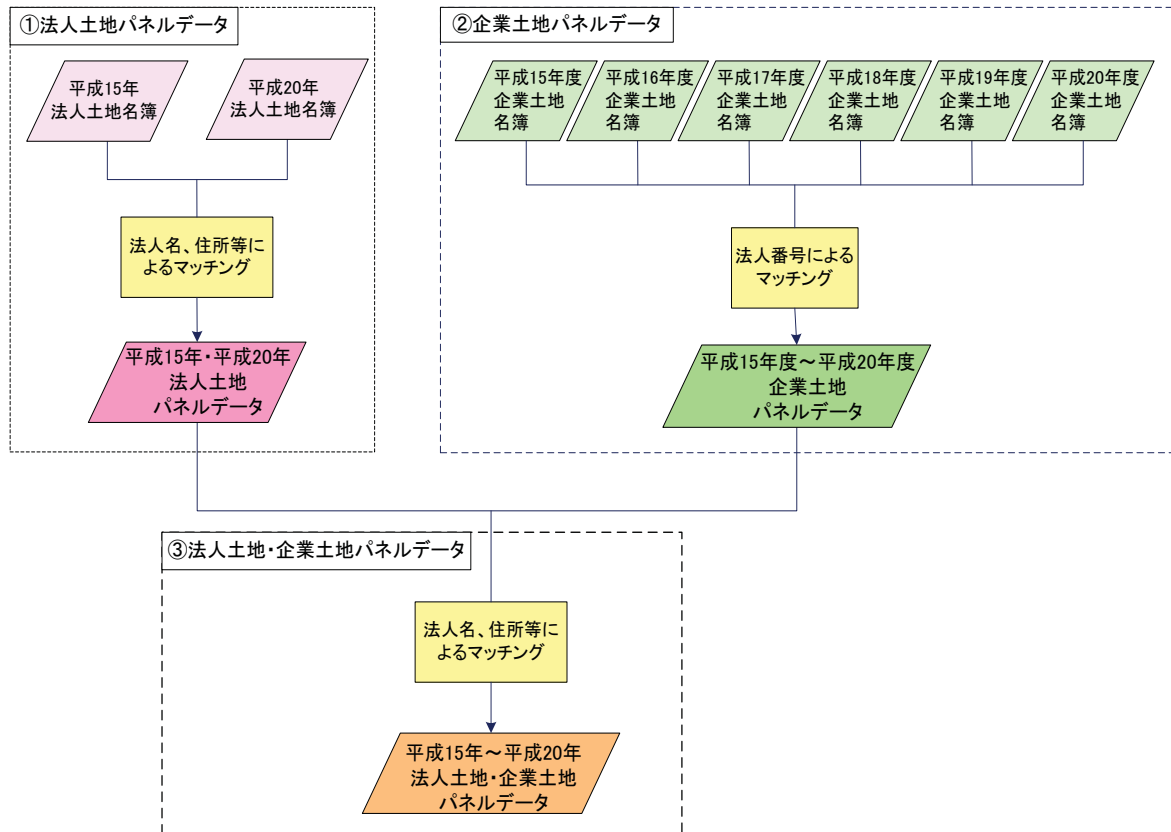 ①法人土地パネルデータ
平成15年
法人土地名簿
平成20年
法人土地名簿
法人名、住所等に
よるマッチング
平成15年・平成20年
法人土地
パネルデータ
②企業土地パネルデータ
平成15年度
企業土地
名簿
平成16年度
企業土地
名簿
平成17年度
企業土地
名簿
平成18年度
企業土地
名簿
平成19年度
企業土地
名簿
平成20年度
企業土地
名簿
法人番号による
マッチング
平成15年度～平成20年度
企業土地
パネルデータ
③法人土地・企業土地パネルデータ
法人名、住所等に
よるマッチング
平成15年～平成20年
法人土地・企業土地
パネルデータ